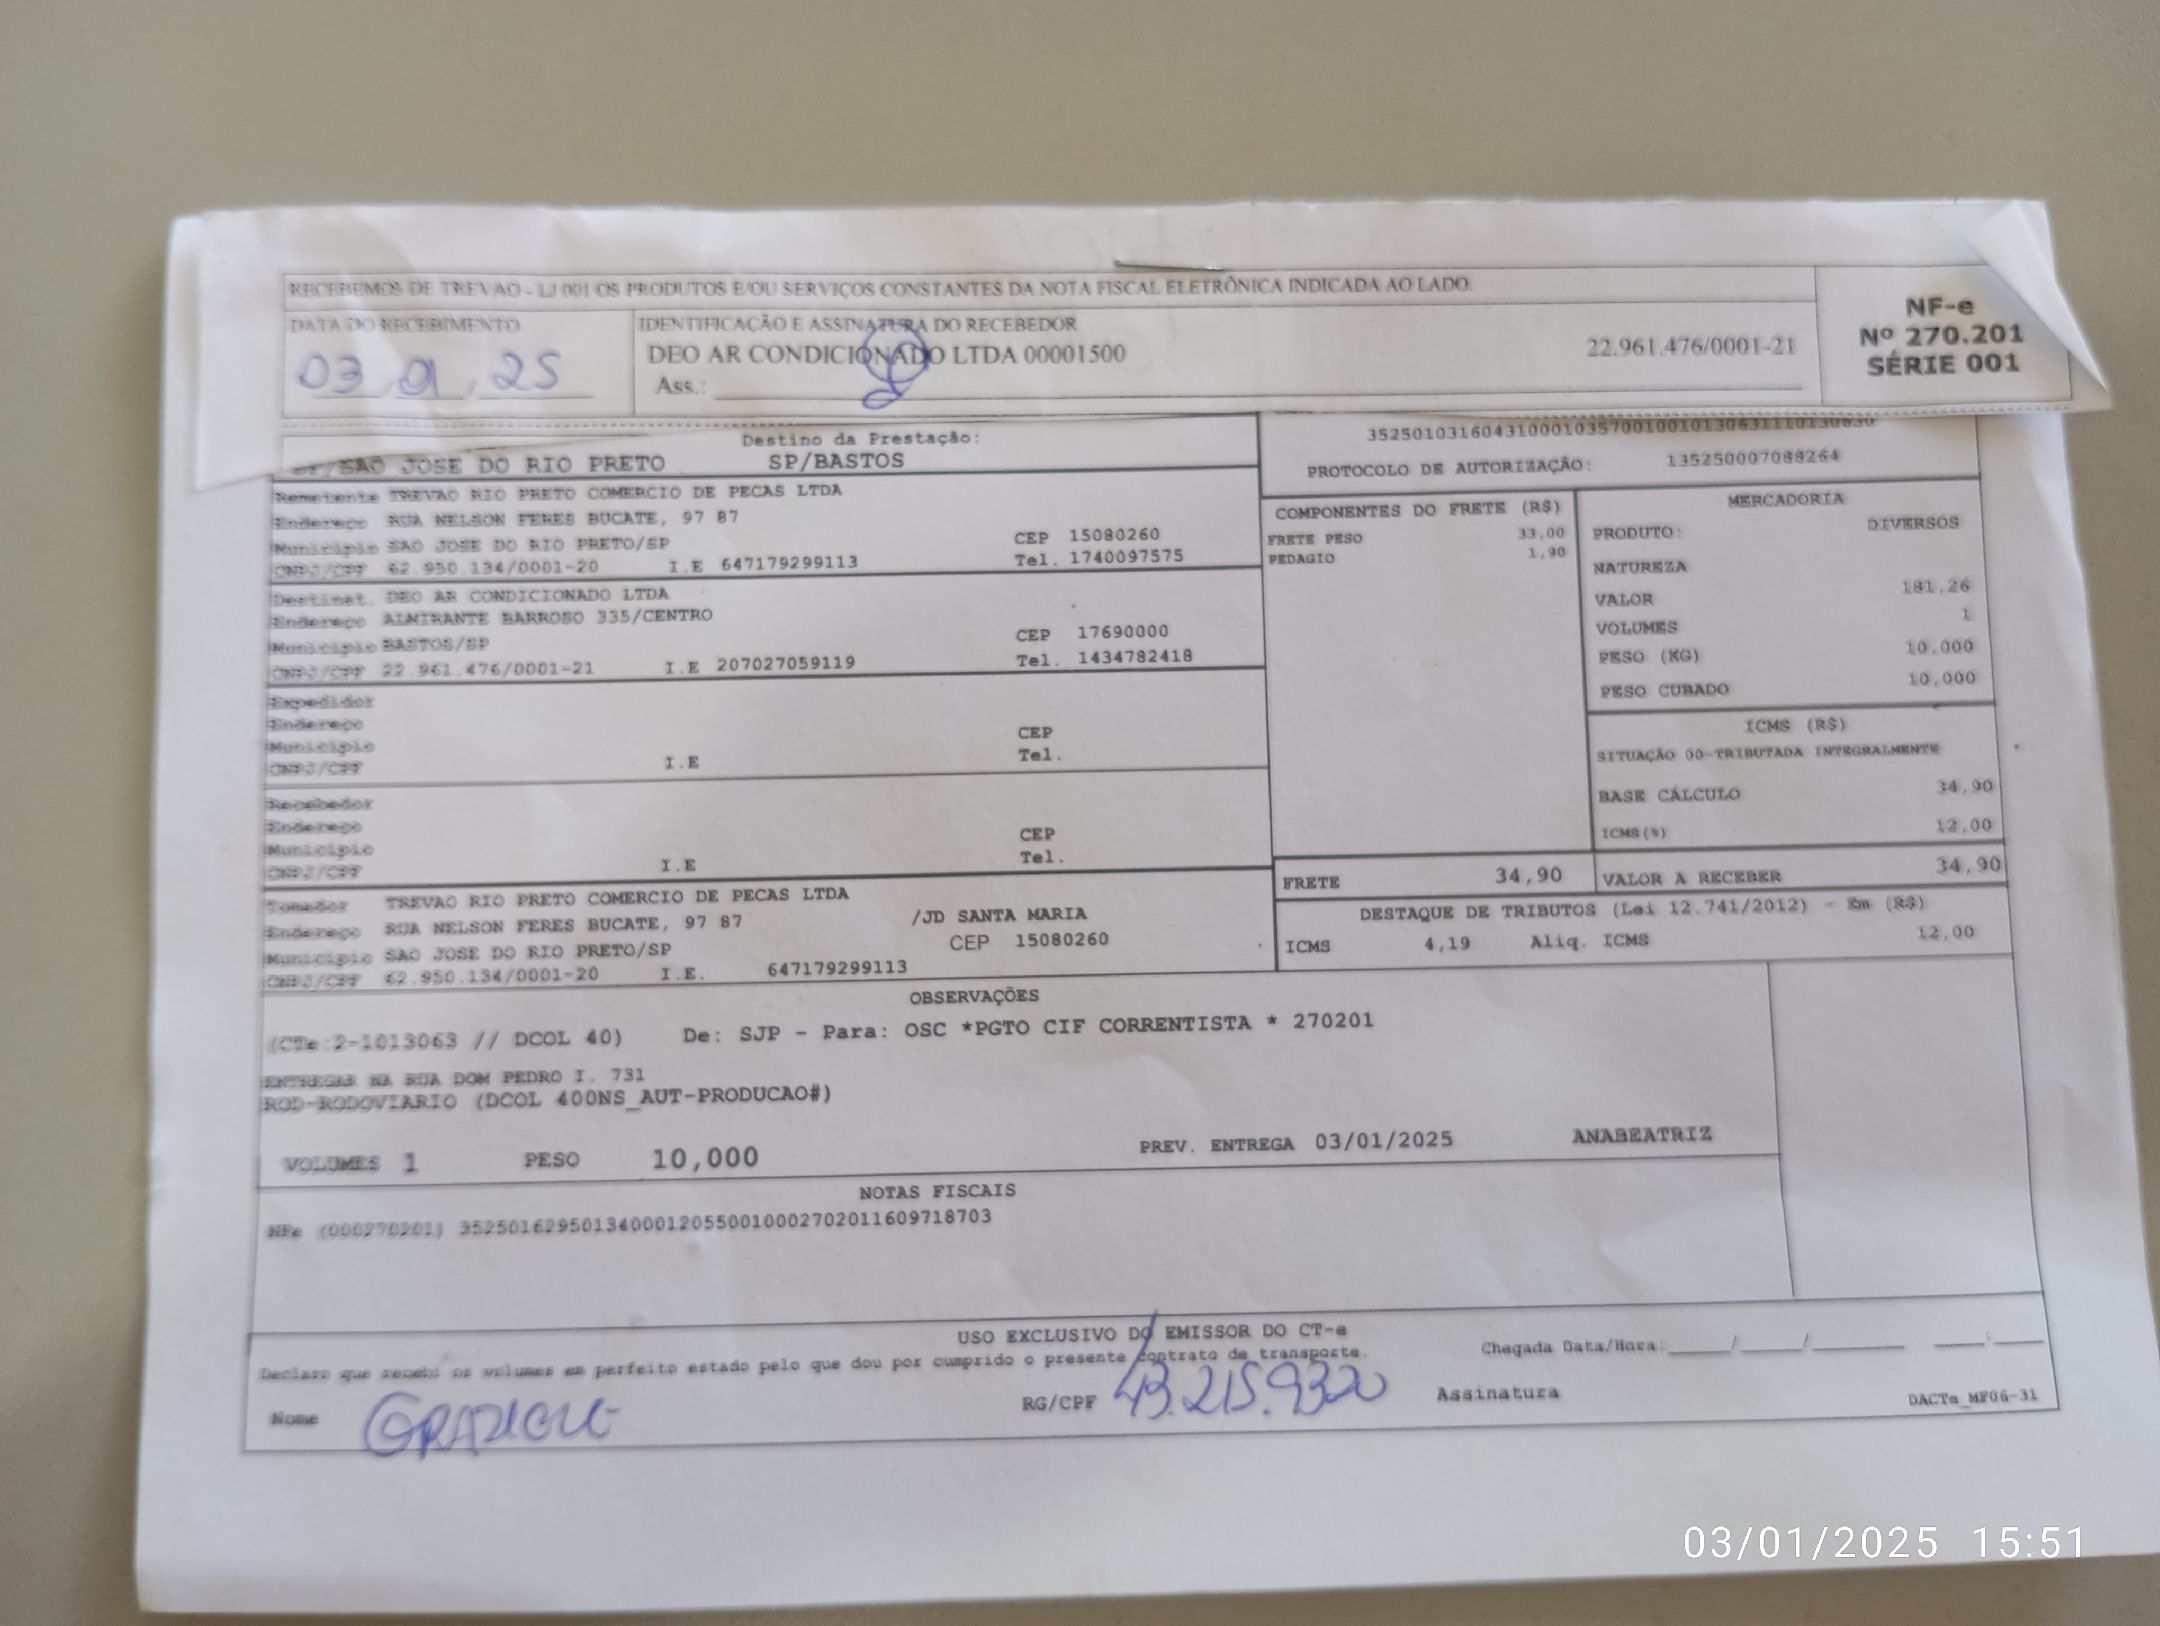 RECEBEMOS DE TREVAO - LJ 001 OS PRODUTOS E/OU SERVIÇOS CONSTANTES DA NOTA FISCAL ELETRÔNICA INDICADA AO LADO.
DATA DO RECEBIMENTO
03 01 25
IDENTIFICAÇÃO E ASSINATURA DO RECEBEDOR
DEO AR CONDICIONADO LTDA 00001500 22.961.476/0001-21
Ass.:
NF-e
Nº 270.201
SÉRIE 001
Destino da Prestação:
SP/SAO JOSE DO RIO PRETO SP/BASTOS
PROTOCOLO DE AUTORIZAÇÃO: 135250007088264
Remetente TREVAO RIO PRETO COMERCIO DE PECAS LTDA
Endereço RUA NELSON FERES BUCATE, 97 87
Município SAO JOSE DO RIO PRETO/SP CEP 15080260
CNPJ/CPF 62.950.134/0001-20 I.E 647179299113 Tel. 1740097575
Destinat. DEO AR CONDICIONADO LTDA
Endereço ALMIRANTE BARROSO 335/CENTRO
Município BASTOS/SP CEP 17690000
CNPJ/CPF 22.961.476/0001-21 I.E 207027059119 Tel. 1434782418
Expedidor
Endereço
Município CEP
CNPJ/CPF I.E Tel.
Recebedor
Endereço
Município CEP
CNPJ/CPF I.E Tel.
Tomador TREVAO RIO PRETO COMERCIO DE PECAS LTDA
Endereço RUA NELSON FERES BUCATE, 97 87 /JD SANTA MARIA
Município SAO JOSE DO RIO PRETO/SP CEP 15080260
CNPJ/CPF 62.950.134/0001-20 I.E. 647179299113
COMPONENTES DO FRETE (R$)
FRETE PESO 33,00
PEDAGIO 1,90
FRETE 34,90
MERCADORIA
PRODUTO: DIVERSOS
NATUREZA
VALOR 181,26
VOLUMES 1
PESO (KG) 10,000
PESO CUBADO 10,000
ICMS (R$)
SITUAÇÃO 00-TRIBUTADA INTEGRALMENTE
BASE CÁLCULO 34,90
ICMS(%) 12,00
VALOR A RECEBER 34,90
DESTAQUE DE TRIBUTOS (Lei 12.741/2012) - Em (R$)
ICMS 4,19 Aliq. ICMS 12,00
OBSERVAÇÕES
(CTe:2-1013063 // DCOL 40) De: SJP - Para: OSC *PGTO CIF CORRENTISTA * 270201
ENTREGAR NA RUA DOM PEDRO I. 731
ROD-RODOVIARIO (DCOL 400NS_AUT-PRODUCAO#)
VOLUMES 1 PESO 10,000 PREV. ENTREGA 03/01/2025 ANABEATRIZ
NOTAS FISCAIS
NFe (000270201) 35250162950134000120550010002702011609718703
USO EXCLUSIVO DO EMISSOR DO CT-e
Declaro que recebi os volumes em perfeito estado pelo que dou por cumprido o presente contrato de transporte. Chegada Data/Hora:_____/_____/_______ ____:____
Nome RG/CPF 43.215.9320 Assinatura DACTe_MF06-31
03/01/2025 15:51